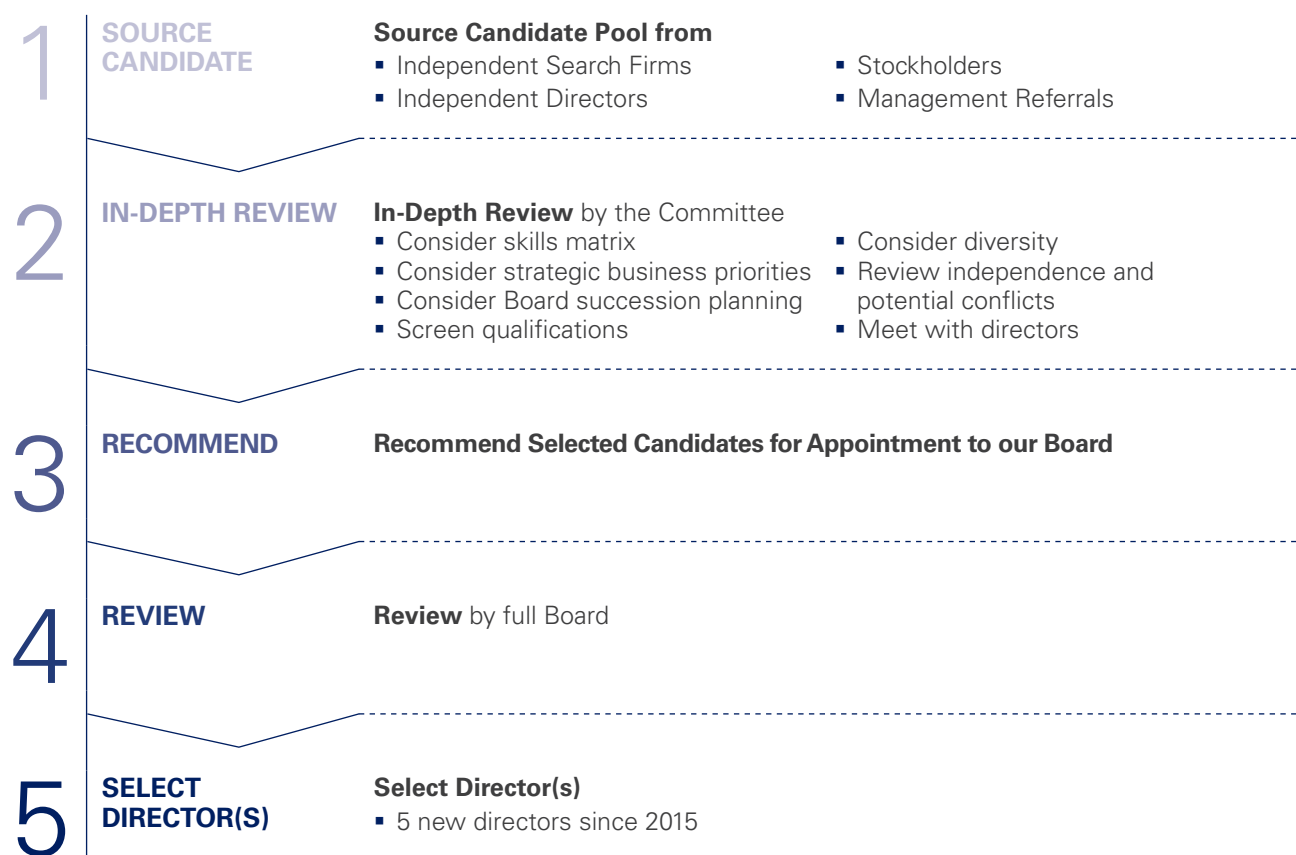 1
SOURCE
CANDIDATE
Source Candidate Pool from
▪ Independent Search Firms
▪ Independent Directors
▪ Stockholders
▪ Management Referrals
2
IN-DEPTH REVIEW
In-Depth Review by the Committee
▪ Consider skills matrix
▪ Consider strategic business priorities
▪ Consider Board succession planning
▪ Screen qualifications
▪ Consider diversity
▪ Review independence and
potential conflicts
▪ Meet with directors
3
RECOMMEND
Recommend Selected Candidates for Appointment to our Board
4
REVIEW
Review by full Board
5
SELECT
DIRECTOR(S)
Select Director(s)
▪ 5 new directors since 2015